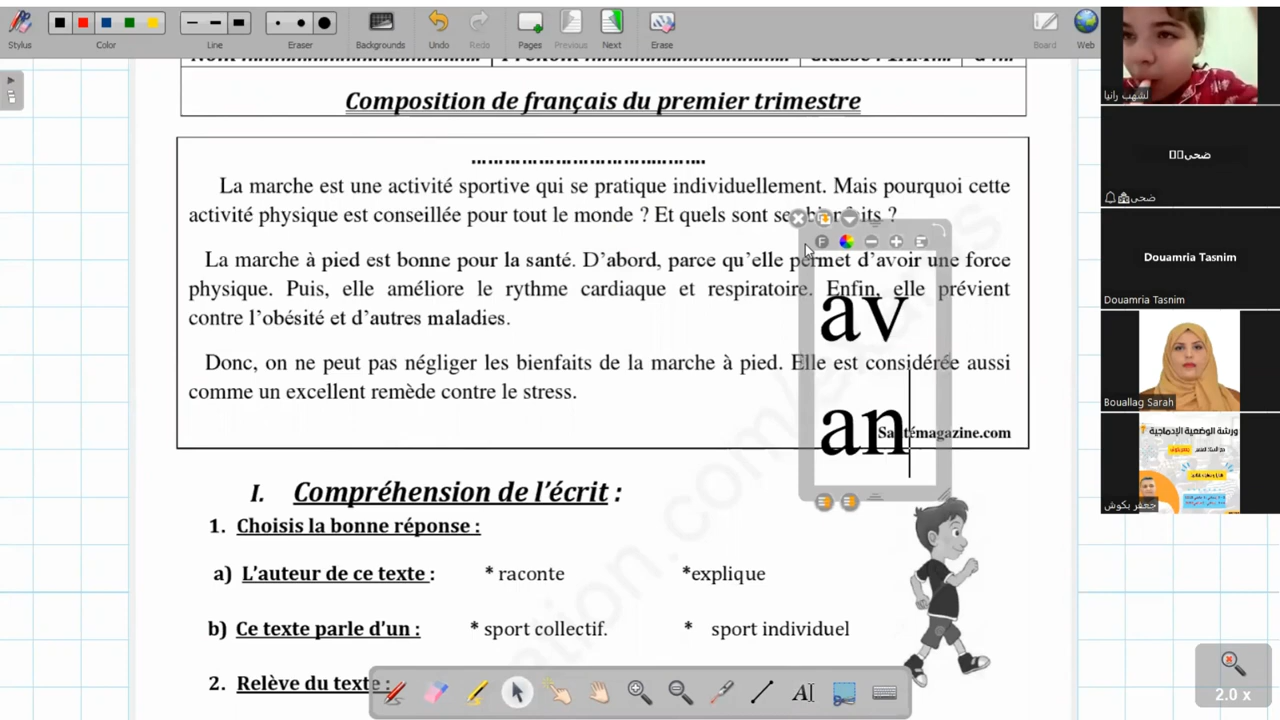 Stylus
Color
Line
Eraser
Backgrounds
Undo
Redo
Pages
Previous
Next
Erase
Board
Web
Composition de français du premier trimestre
La marche est une activité sportive qui se pratique individuellement. Mais pourquoi cette
activité physique est conseillée pour tout le monde ? Et quels sont
La marche à pied est bonne pour la santé. D'abord, parce qu'elle permet d'avoir une force
physique. Puis, elle améliore le rythme cardiaque et respiratoire. Enfin, elle prévient
contre l'obésité et d'autres maladies.
Donc, on ne peut pas négliger les bienfaits de la marche à pied. Elle est considérée aussi
comme un excellent remède contre le stress.
Santémagazine.com
av
an
I. Compréhension de l'écrit :
1. Choisis la bonne réponse :
a) L'auteur de ce texte : * raconte *explique
b) Ce texte parle d'un : * sport collectif. * sport individuel
2. Relève du texte :
2.0 x
لشهب رانيا
ضحى
ضحى
Douamria Tasnim
Douamria Tasnim
Bouallag Sarah
ورشة الوضعية الإدماجية
جعفر بكوش